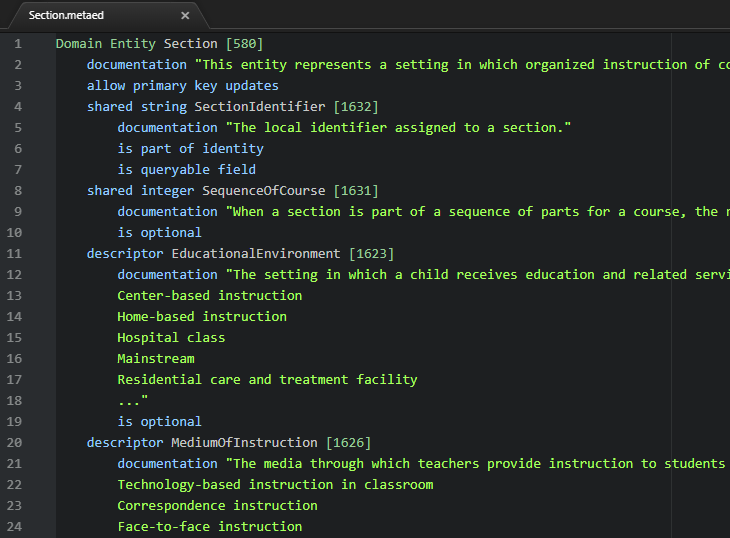 Section.metaed ×
1 Domain Entity Section [580]
2 documentation "This entity represents a setting in which organized instruction of
3 allow primary key updates
4 shared string SectionIdentifier [1632]
5 documentation "The local identifier assigned to a section."
6 is part of identity
7 is queryable field
8 shared integer SequenceOfCourse [1631]
9 documentation "When a section is part of a sequence of parts for a course, the
10 is optional
11 descriptor EducationalEnvironment [1623]
12 documentation "The setting in which a child receives education and related
13 Center-based instruction
14 Home-based instruction
15 Hospital class
16 Mainstream
17 Residential care and treatment facility
18 ..."
19 is optional
20 descriptor MediumOfInstruction [1626]
21 documentation "The media through which teachers provide instruction to students
22 Technology-based instruction in classroom
23 Correspondence instruction
24 Face-to-face instruction